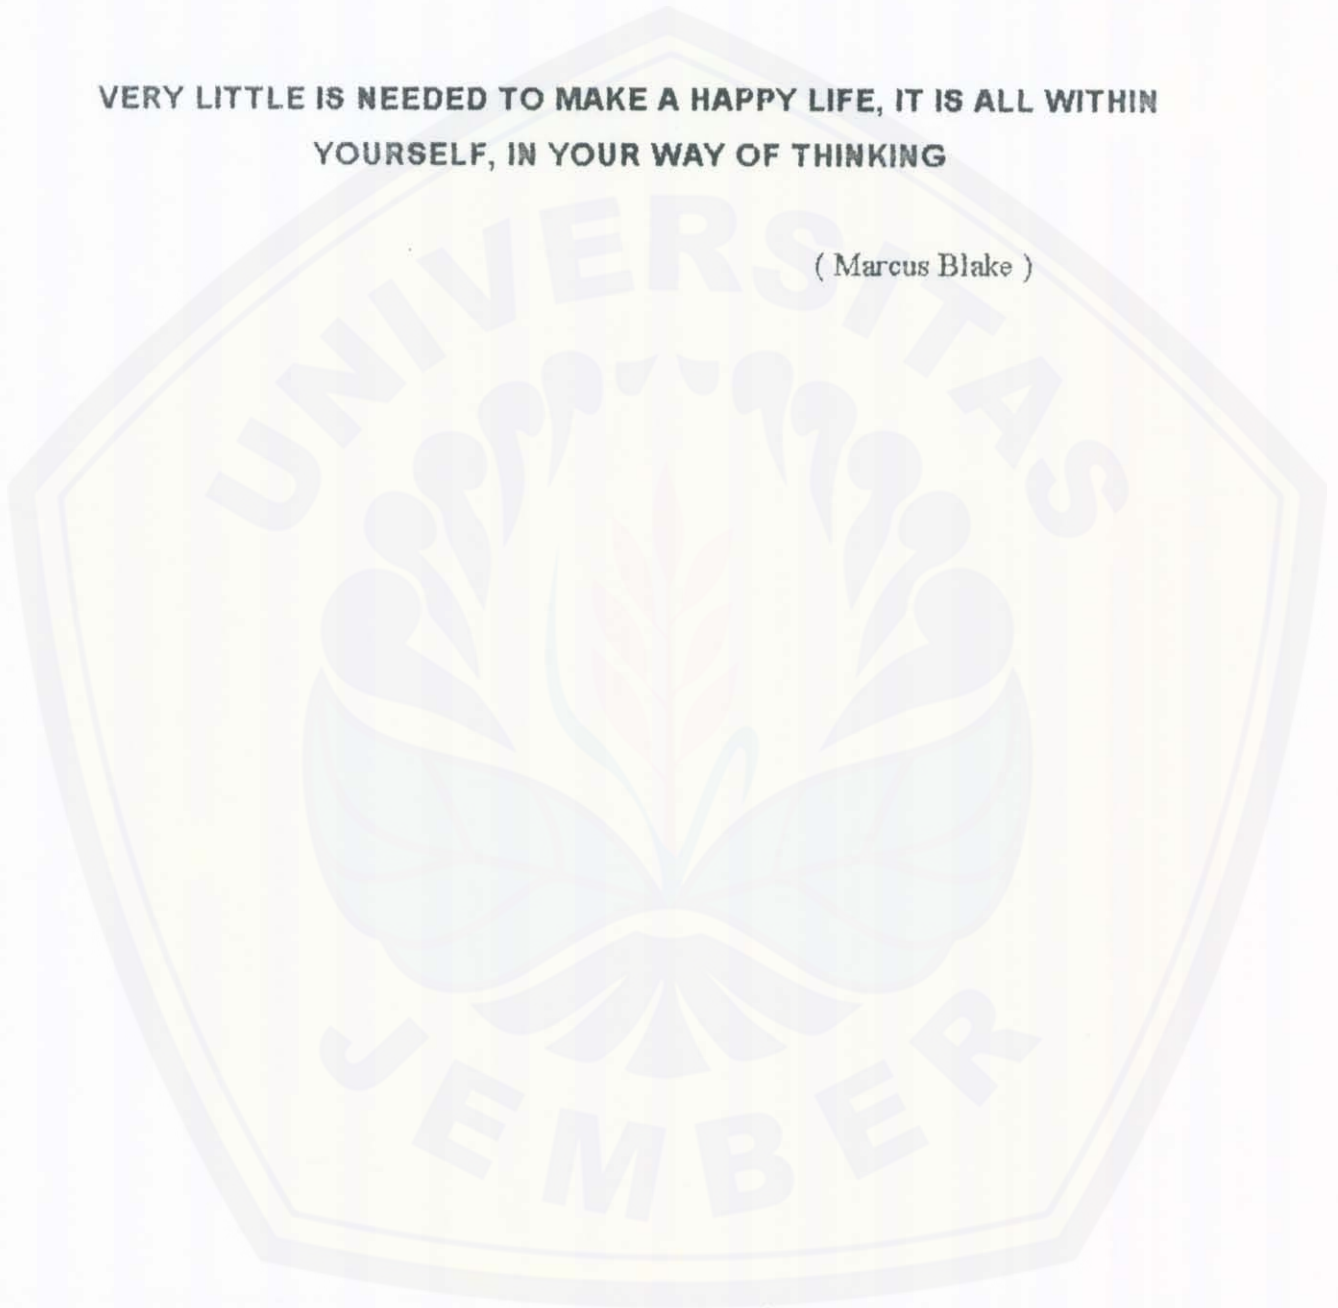 VERY LITTLE IS NEEDED TO MAKE A HAPPY LIFE, IT IS ALL WITHIN
YOURSELF, IN YOUR WAY OF THINKING
( Marcus Blake )
UNIVERSITAS
JEMBER